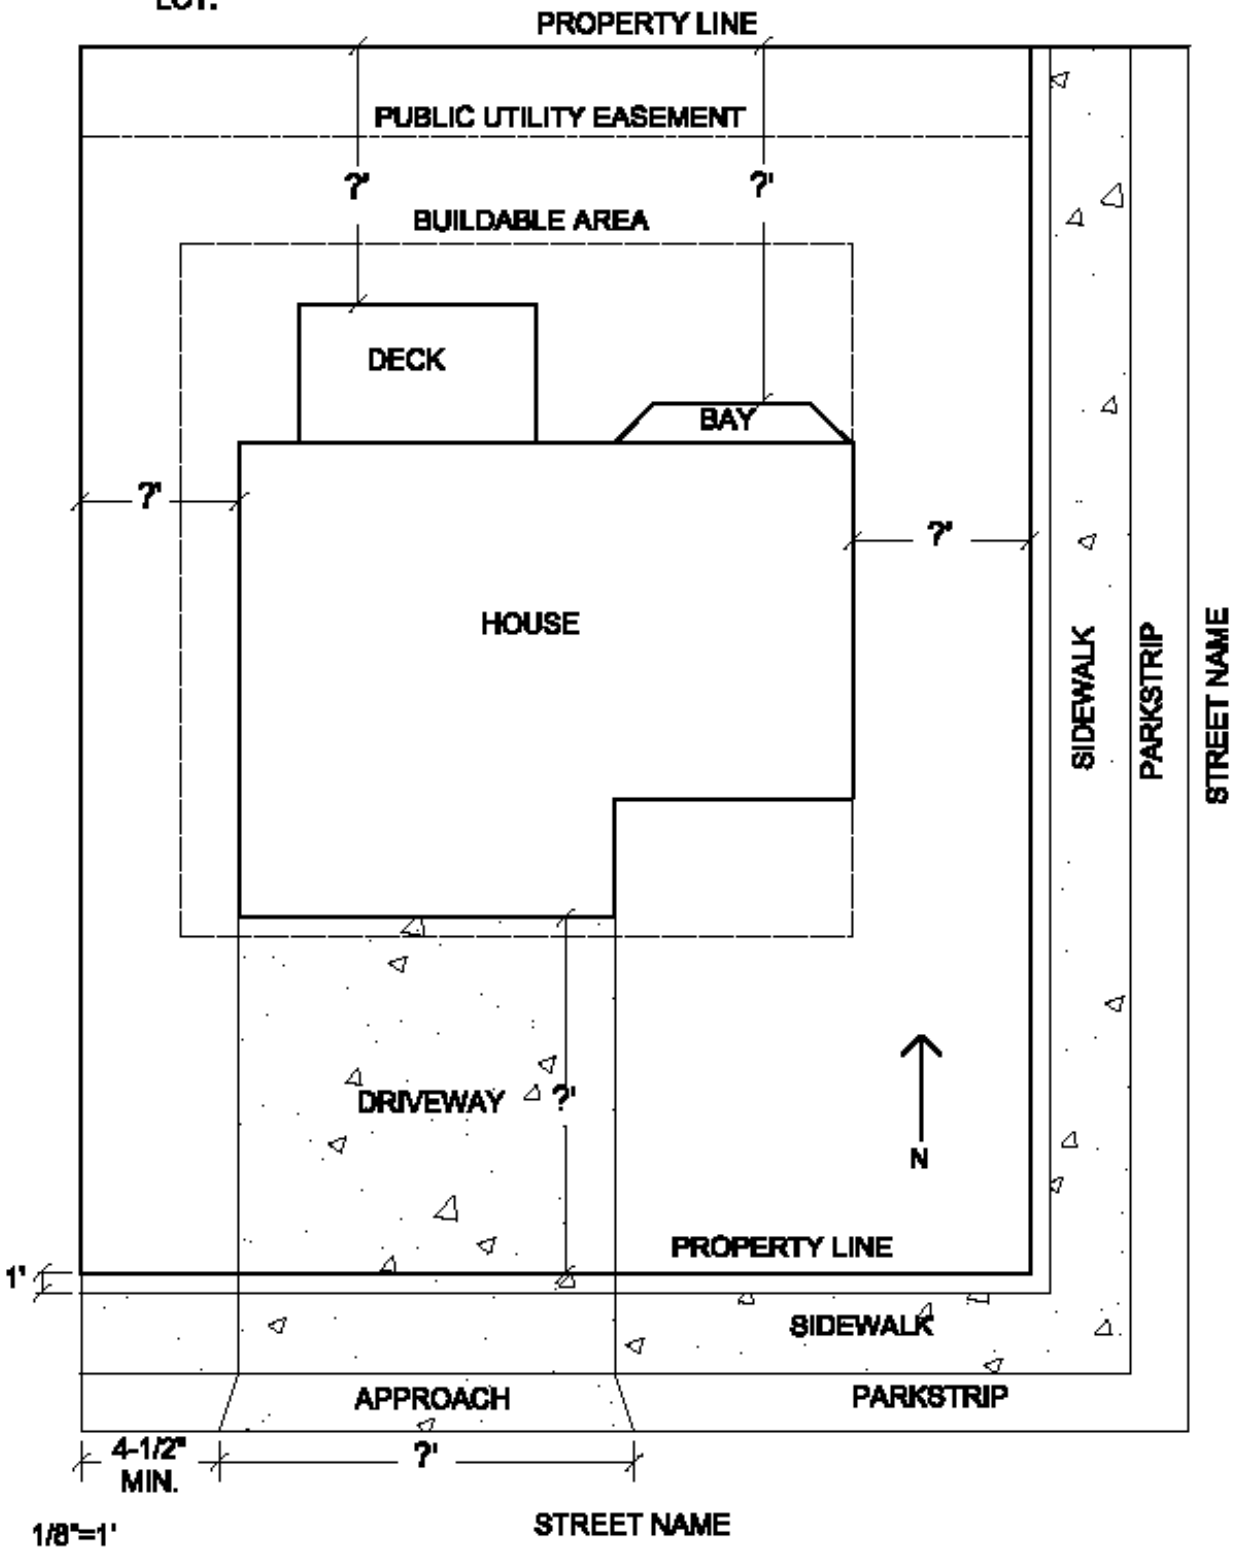 LOT.
PROPERTY LINE
PUBLIC UTILITY EASEMENT
?'
?'
BUILDABLE AREA
DECK
BAY
?'
?'
HOUSE
SIDEWALK
PARKSTRIP
STREET NAME
DRIVEWAY
?'
N
PROPERTY LINE
1'
SIDEWALK
APPROACH
PARKSTRIP
4-1/2"
MIN.
?'
1/8"=1'
STREET NAME